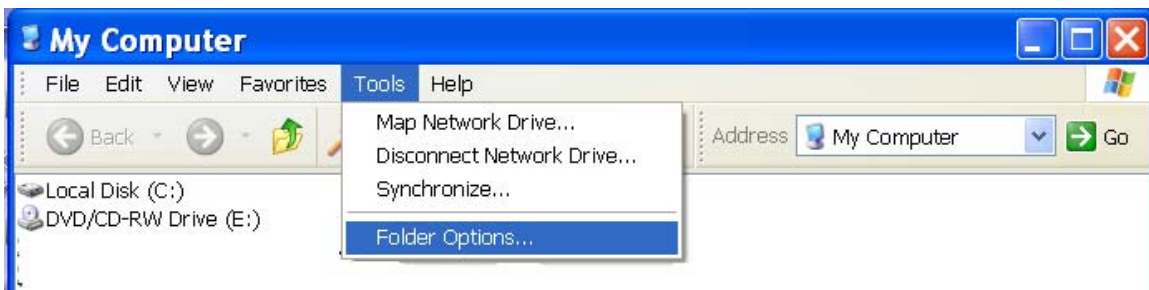 My Computer
File Edit View Favorites Tools Help
Back Address My Computer Go
Map Network Drive...
Disconnect Network Drive...
Synchronize...
Folder Options...
Local Disk (C:)
DVD/CD-RW Drive (E:)